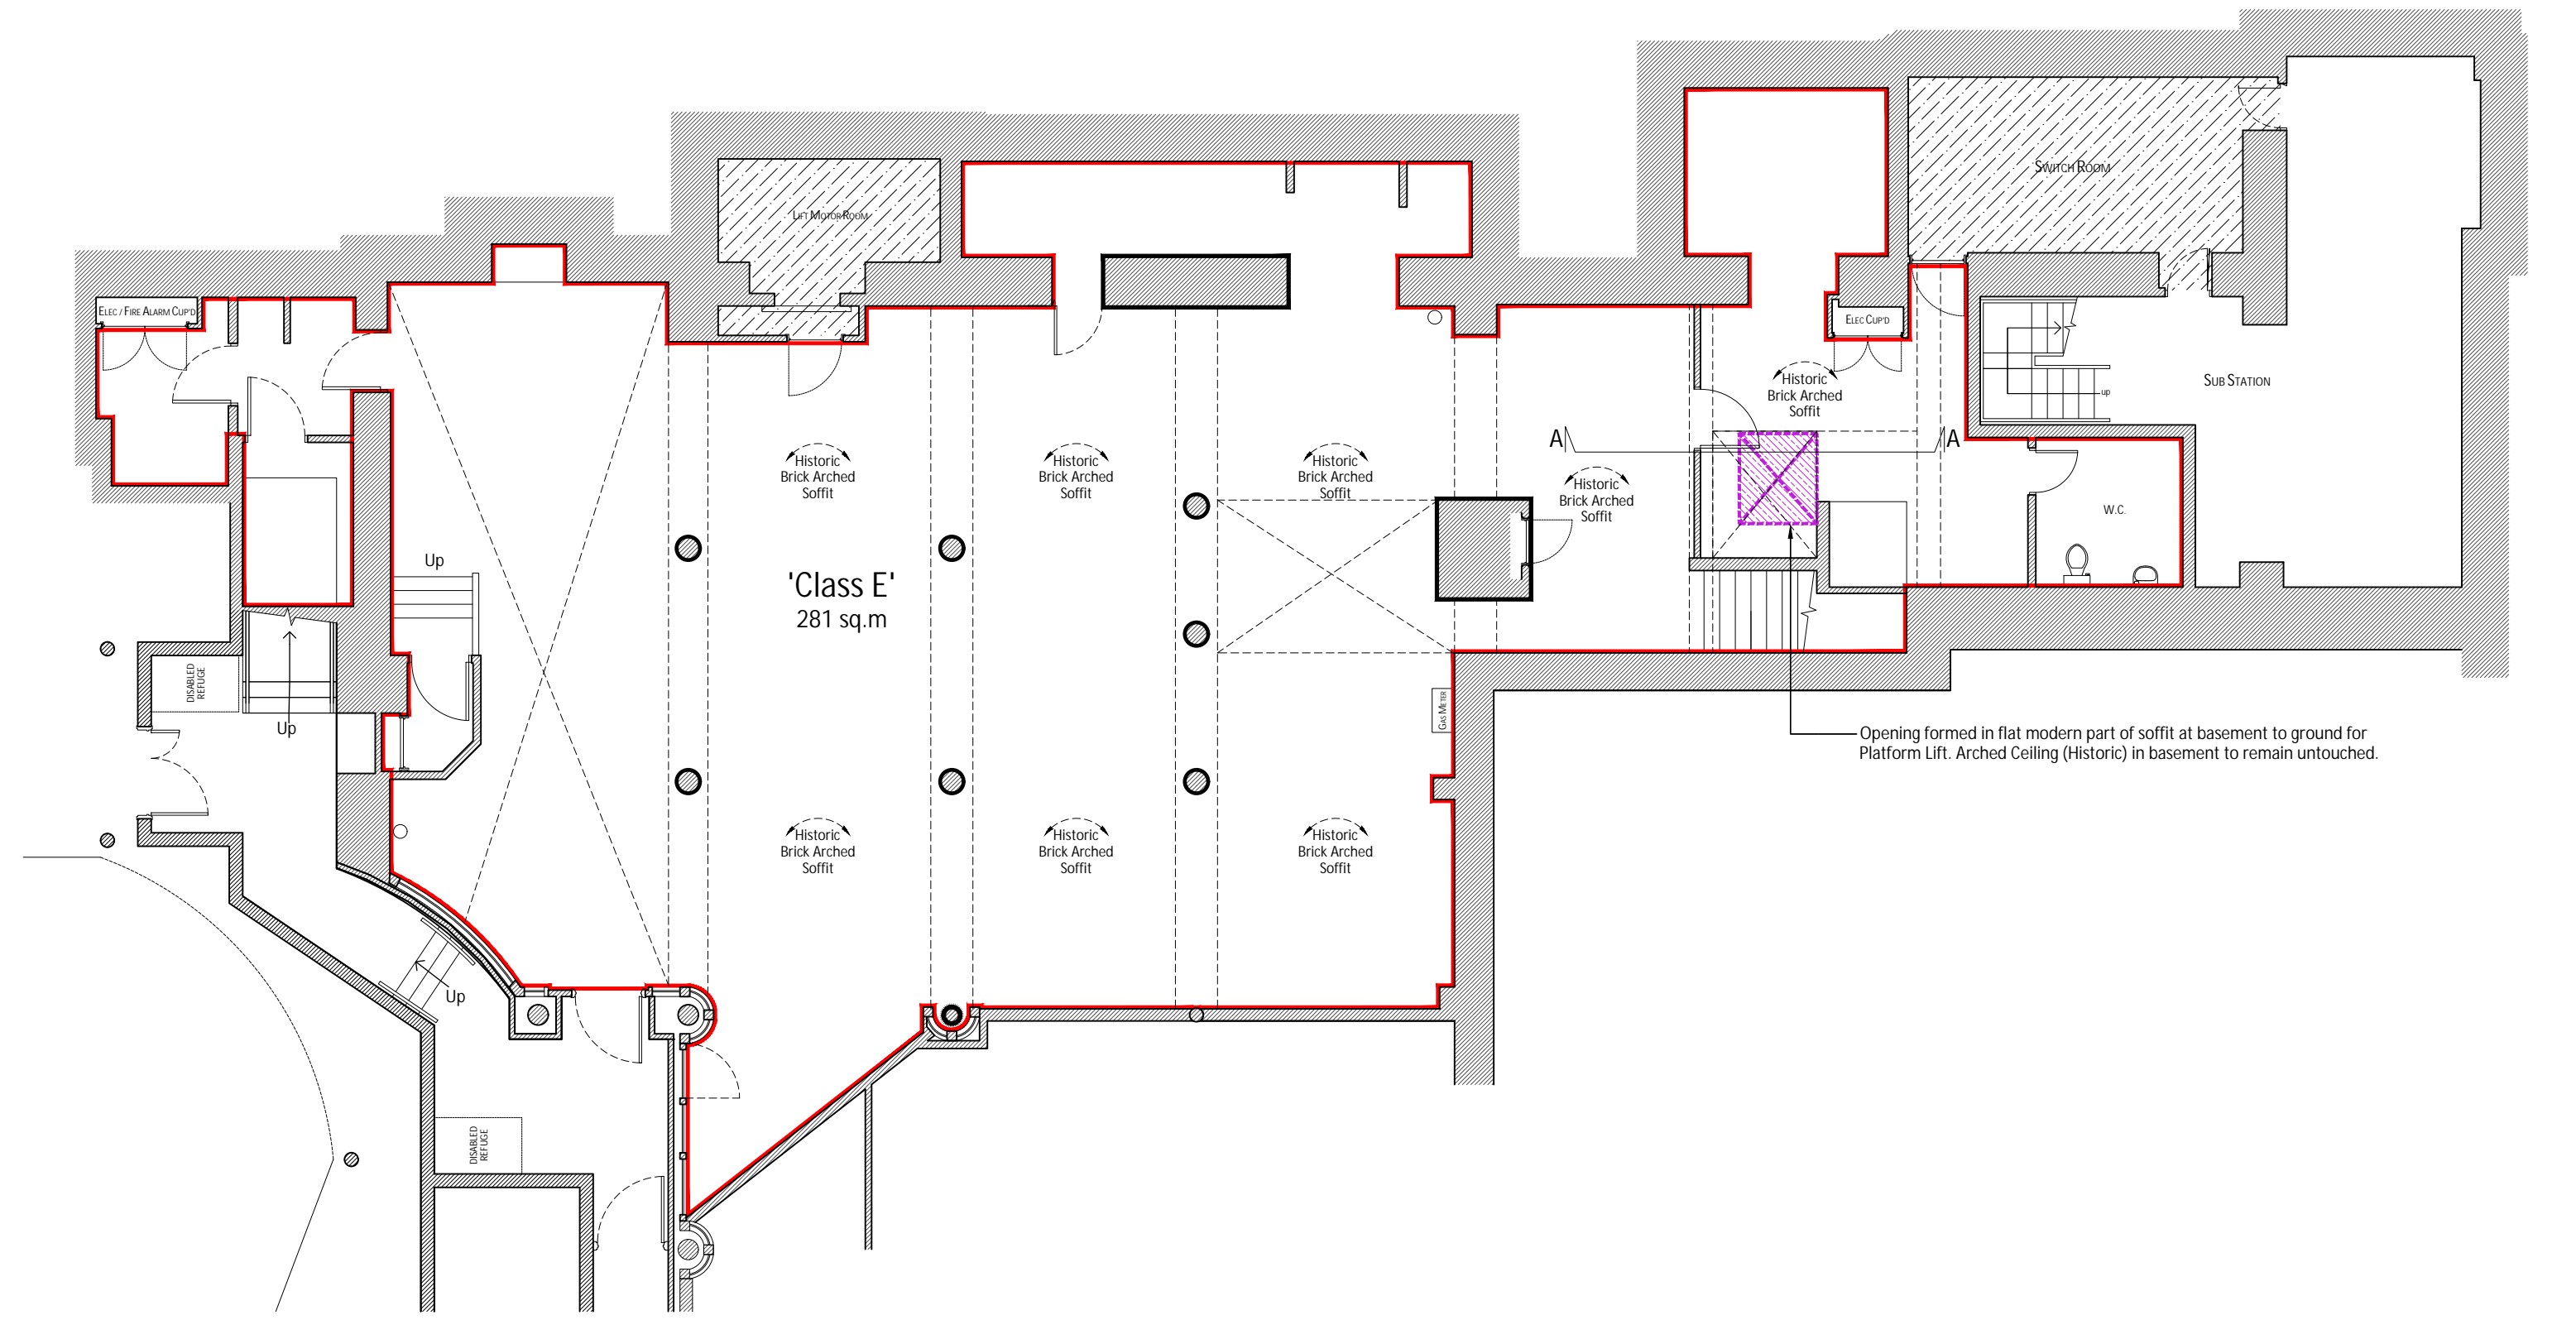 SWITCH ROOM
LIFT MOTOR ROOM
ELEC / FIRE ALARM CUP'D
ELEC CUP'D
SUB STATION
up
Historic
Brick Arched
Soffit
A
A
Historic
Brick Arched
Soffit
Historic
Brick Arched
Soffit
Historic
Brick Arched
Soffit
Historic
Brick Arched
Soffit
W.C.
Up
'Class E'
281 sq.m
DISABLED
REFUGE
Up
GAS METER
Opening formed in flat modern part of soffit at basement to ground for
Platform Lift. Arched Ceiling (Historic) in basement to remain untouched.
Historic
Brick Arched
Soffit
Historic
Brick Arched
Soffit
Historic
Brick Arched
Soffit
Up
DISABLED
REFUGE